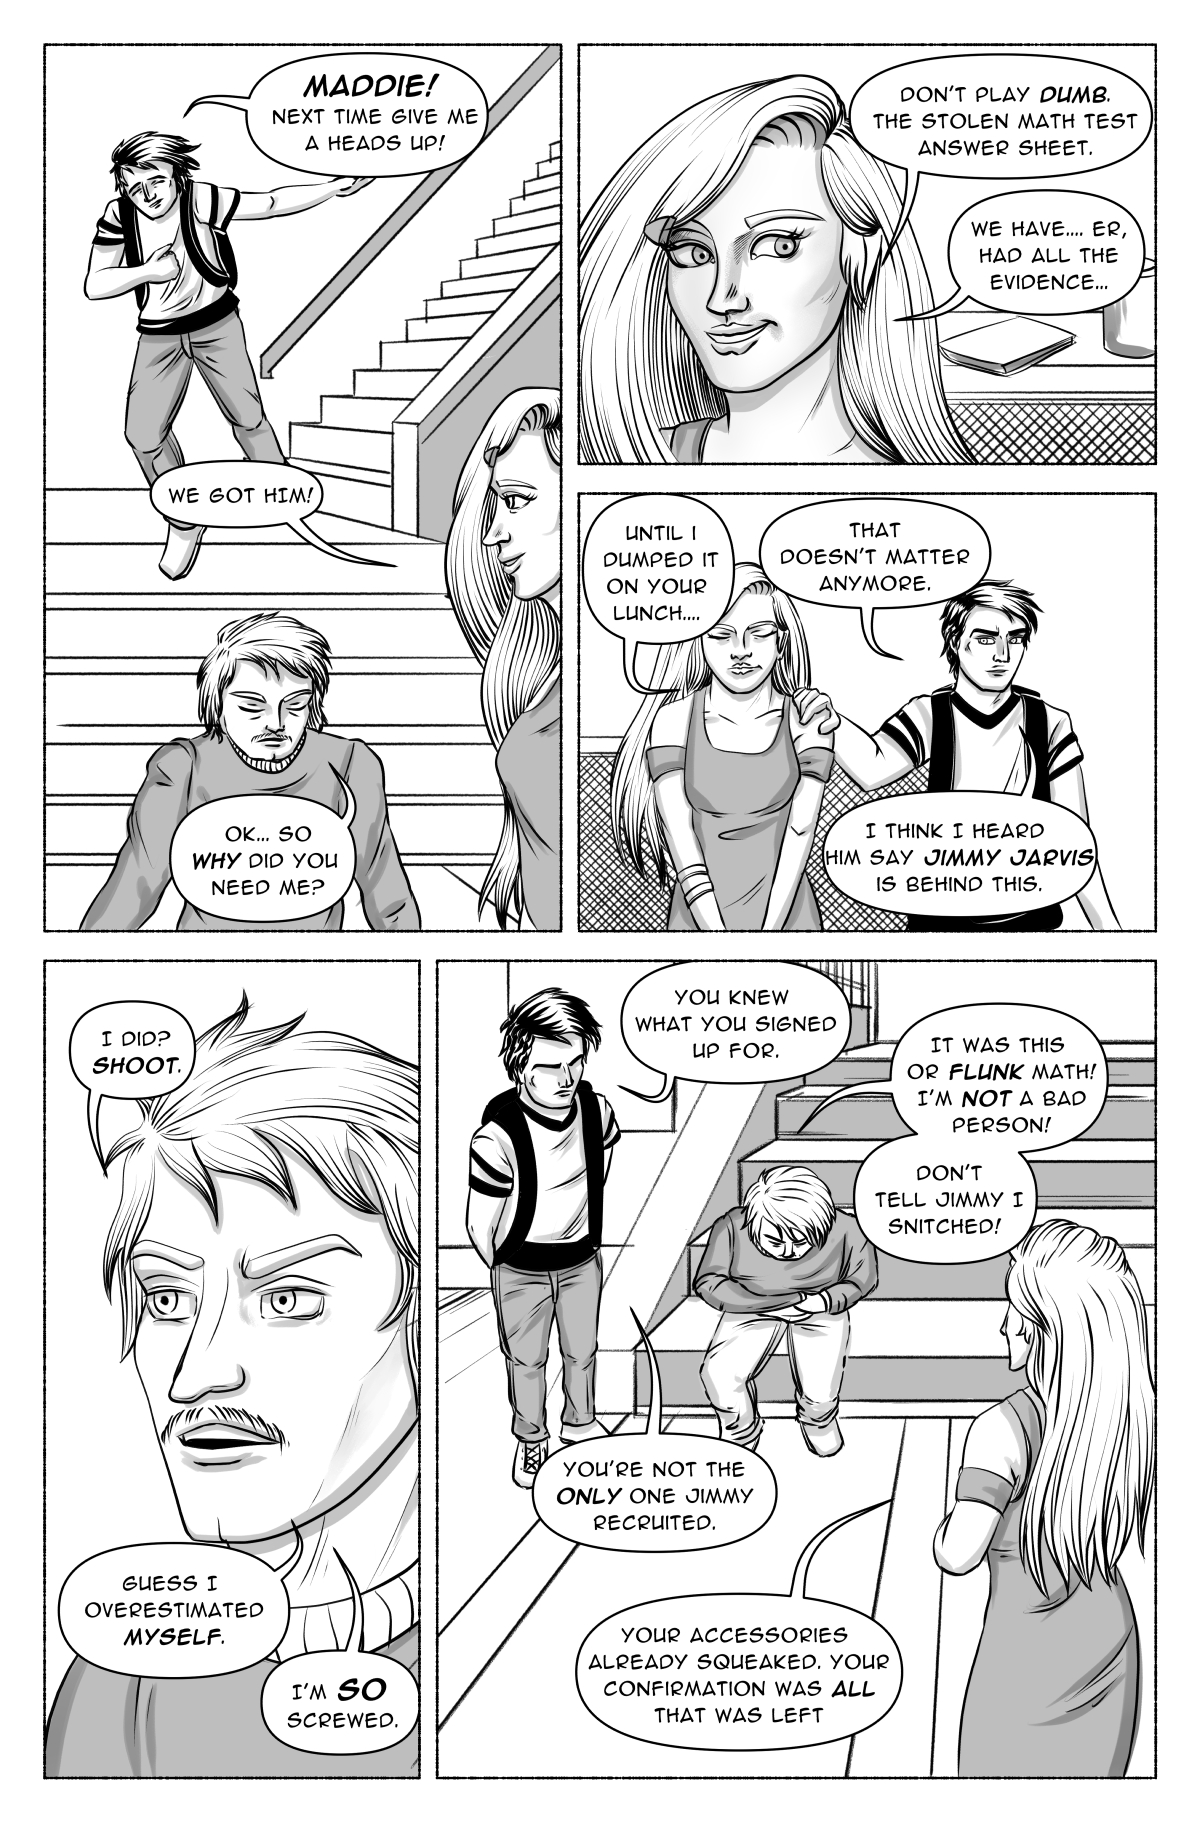 MADDIE!
NEXT TIME GIVE ME
A HEADS UP!
WE GOT HIM!
OK... SO
WHY DID YOU
NEED ME?
DON'T PLAY DUMB.
THE STOLEN MATH TEST
ANSWER SHEET.
WE HAVE.... ER,
HAD ALL THE
EVIDENCE...
UNTIL I
DUMPED IT
ON YOUR
LUNCH....
THAT
DOESN'T MATTER
ANYMORE.
I THINK I HEARD
HIM SAY JIMMY JARVIS
IS BEHIND THIS.
I DID?
SHOOT.
GUESS I
OVERESTIMATED
MYSELF.
I'M SO
SCREWED.
YOU KNEW
WHAT YOU SIGNED
UP FOR.
IT WAS THIS
OR FLUNK MATH!
I'M NOT A BAD
PERSON!
DON'T
TELL JIMMY I
SNITCHED!
YOU'RE NOT THE
ONLY ONE JIMMY
RECRUITED.
YOUR ACCESSORIES
ALREADY SQUEAKED. YOUR
CONFIRMATION WAS ALL
THAT WAS LEFT